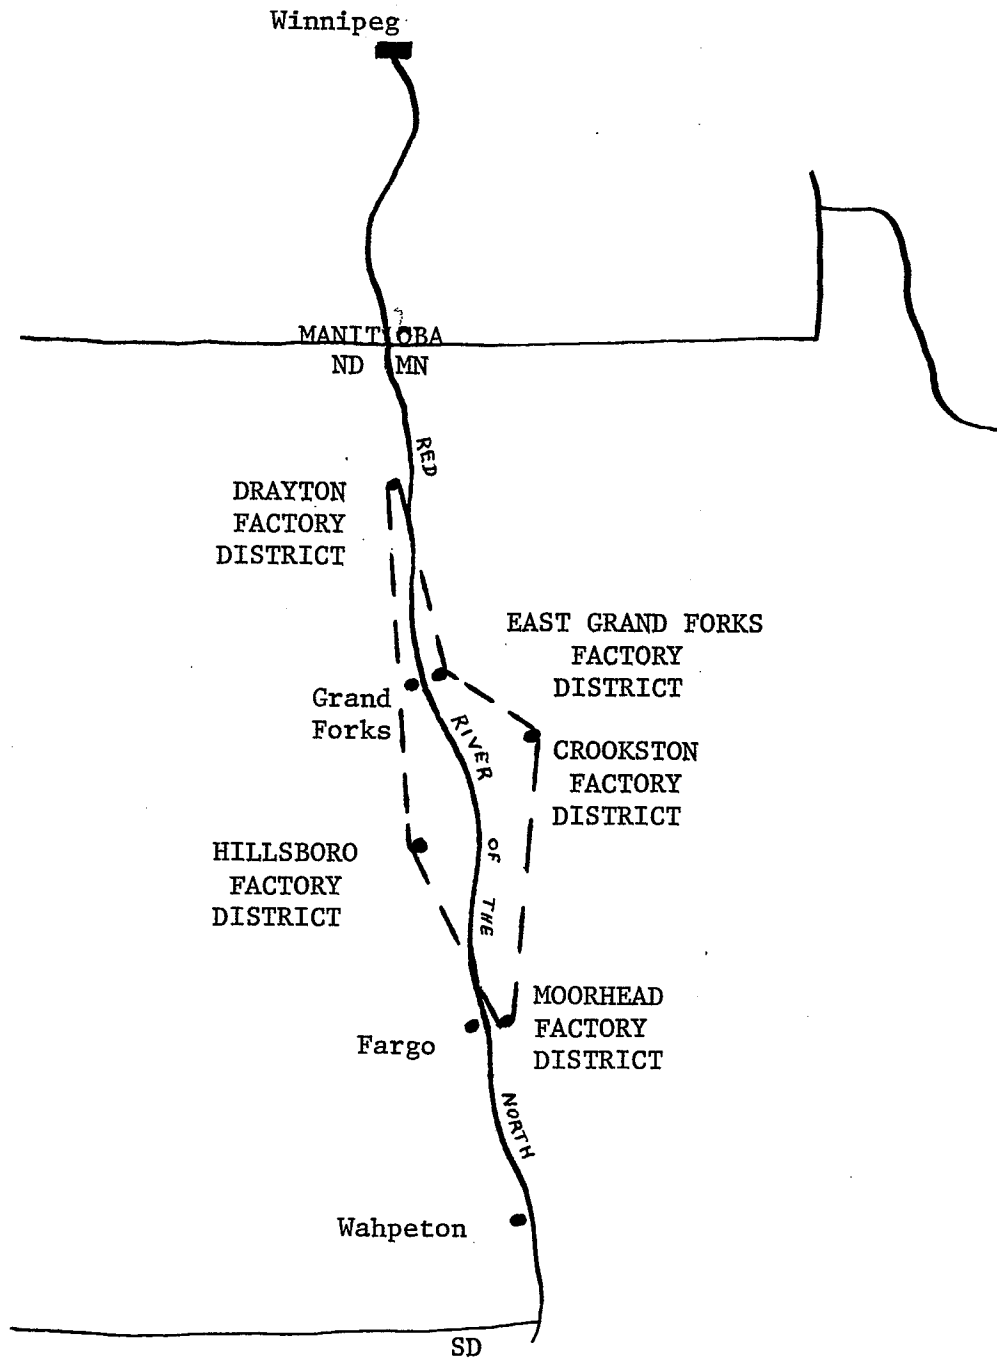 Winnipeg
MANITOBA
ND MN
RED
DRAYTON
FACTORY
DISTRICT
EAST GRAND FORKS
FACTORY
DISTRICT
Grand
Forks
RIVER
CROOKSTON
FACTORY
DISTRICT
OF
HILLSBORO
FACTORY
DISTRICT
THE
MOORHEAD
FACTORY
DISTRICT
Fargo
NORTH
Wahpeton
SD